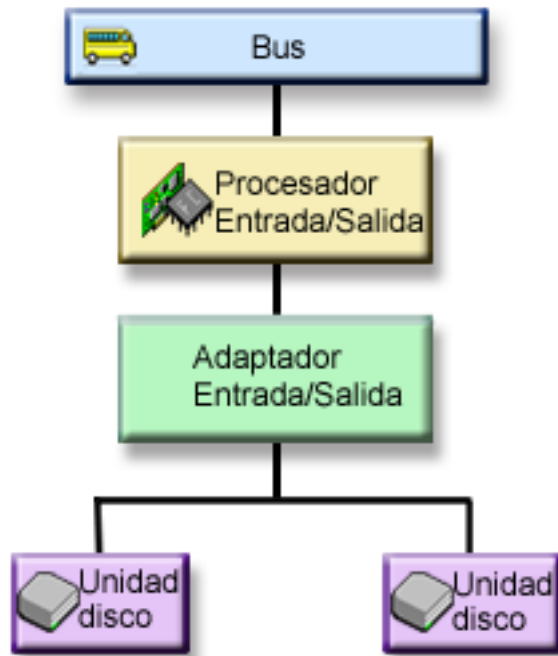 Bus
Procesador
Entrada/Salida
Adaptador
Entrada/Salida
Unidad
disco
Unidad
disco